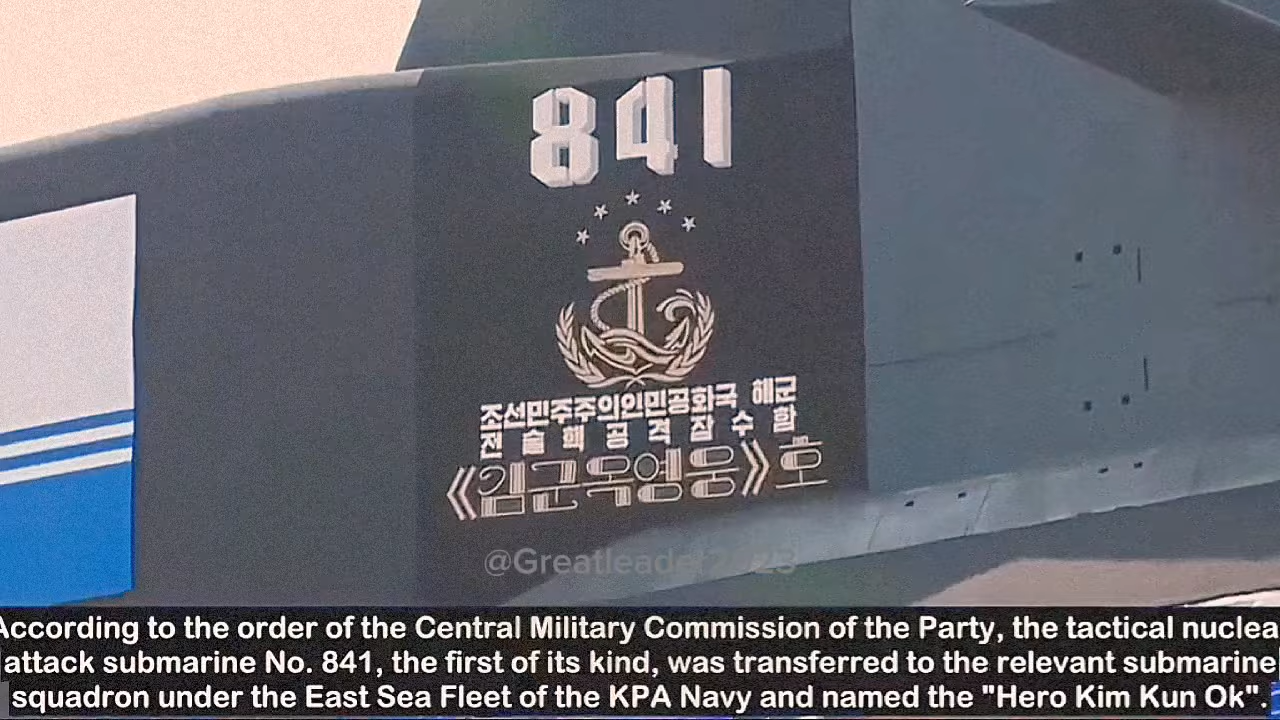 841
조선민주주의인민공화국 해군
전술핵공격잠수함
《김군옥영웅》호
@Greatleader2023
According to the order of the Central Military Commission of the Party, the tactical nuclea
attack submarine No. 841, the first of its kind, was transferred to the relevant submarine
squadron under the East Sea Fleet of the KPA Navy and named the "Hero Kim Kun Ok".